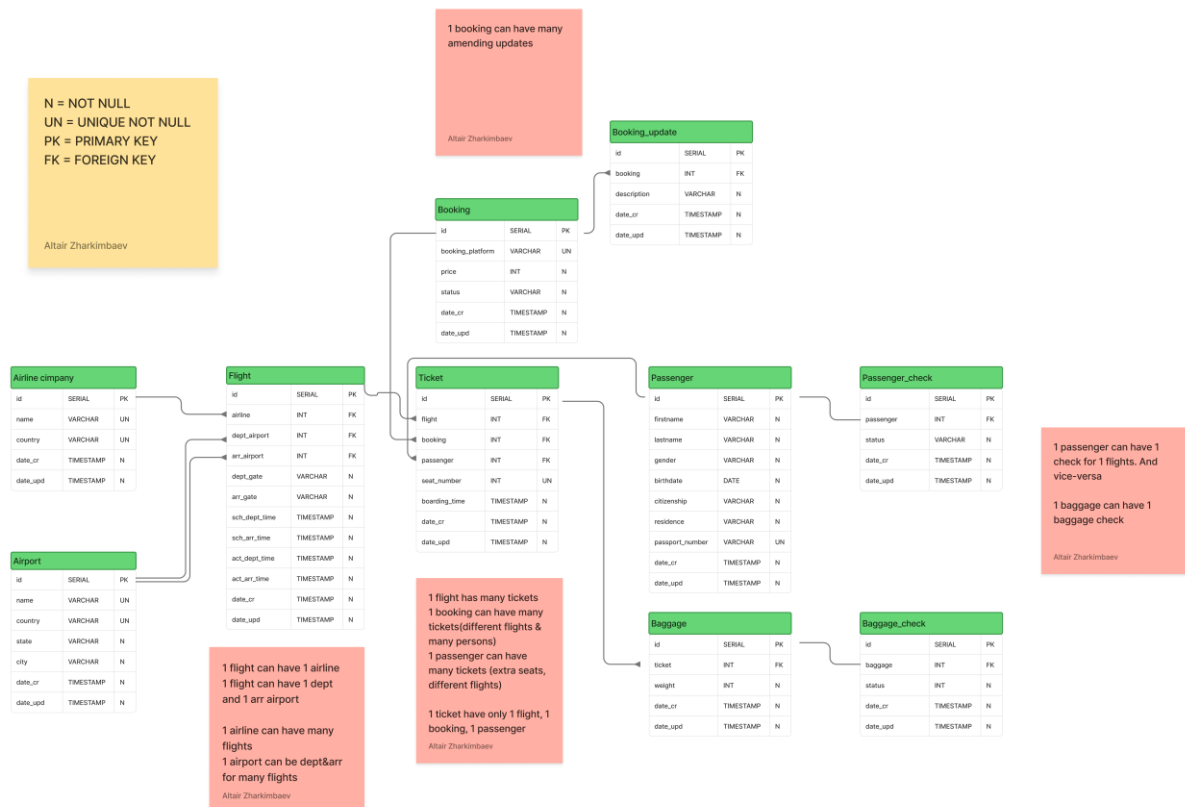 1 booking can have many
amending updates
Altair Zharkimbaev
N = NOT NULL
UN = UNIQUE NOT NULL
PK = PRIMARY KEY
FK = FOREIGN KEY
Altair Zharkimbaev
Booking_update
id SERIAL PK
booking INT FK
description VARCHAR N
date_cr TIMESTAMP N
date_upd TIMESTAMP N
Booking
id SERIAL PK
booking_platform VARCHAR UN
price INT N
status VARCHAR N
date_cr TIMESTAMP N
date_upd TIMESTAMP N
Airline cimpany
id SERIAL PK
name VARCHAR UN
country VARCHAR UN
date_cr TIMESTAMP N
date_upd TIMESTAMP N
Flight
id SERIAL PK
airline INT FK
dept_airport INT FK
arr_airport INT FK
dept_gate VARCHAR N
arr_gate VARCHAR N
sch_dept_time TIMESTAMP N
sch_arr_time TIMESTAMP N
act_dept_time TIMESTAMP N
act_arr_time TIMESTAMP N
date_cr TIMESTAMP N
date_upd TIMESTAMP N
Ticket
id SERIAL PK
flight INT FK
booking INT FK
passenger INT FK
seat_number INT UN
boarding_time TIMESTAMP N
date_cr TIMESTAMP N
date_upd TIMESTAMP N
Passenger
id SERIAL PK
firstname VARCHAR N
lastname VARCHAR N
gender VARCHAR N
birthdate DATE N
citizenship VARCHAR N
residence VARCHAR N
passport_number VARCHAR UN
date_cr TIMESTAMP N
date_upd TIMESTAMP N
Passenger_check
id SERIAL PK
passenger INT FK
status VARCHAR N
date_cr TIMESTAMP N
date_upd TIMESTAMP N
1 passenger can have 1
check for 1 flights. And
vice-versa
1 baggage can have 1
baggage check
Altair Zharkimbaev
Airport
id SERIAL PK
name VARCHAR UN
country VARCHAR UN
state VARCHAR N
city VARCHAR N
date_cr TIMESTAMP N
date_upd TIMESTAMP N
1 flight can have 1 airline
1 flight can have 1 dept
and 1 arr airport
1 airline can have many
flights
1 airport can be dept&arr
for many flights
Altair Zharkimbaev
1 flight has many tickets
1 booking can have many
tickets(different flights &
many persons)
1 passenger can have
many tickets (extra seats,
different flights)
1 ticket have only 1 flight, 1
booking, 1 passenger
Altair Zharkimbaev
Baggage
id SERIAL PK
ticket INT FK
weight INT N
date_cr TIMESTAMP N
date_upd TIMESTAMP N
Baggage_check
id SERIAL PK
baggage INT FK
status INT N
date_cr TIMESTAMP N
date_upd TIMESTAMP N